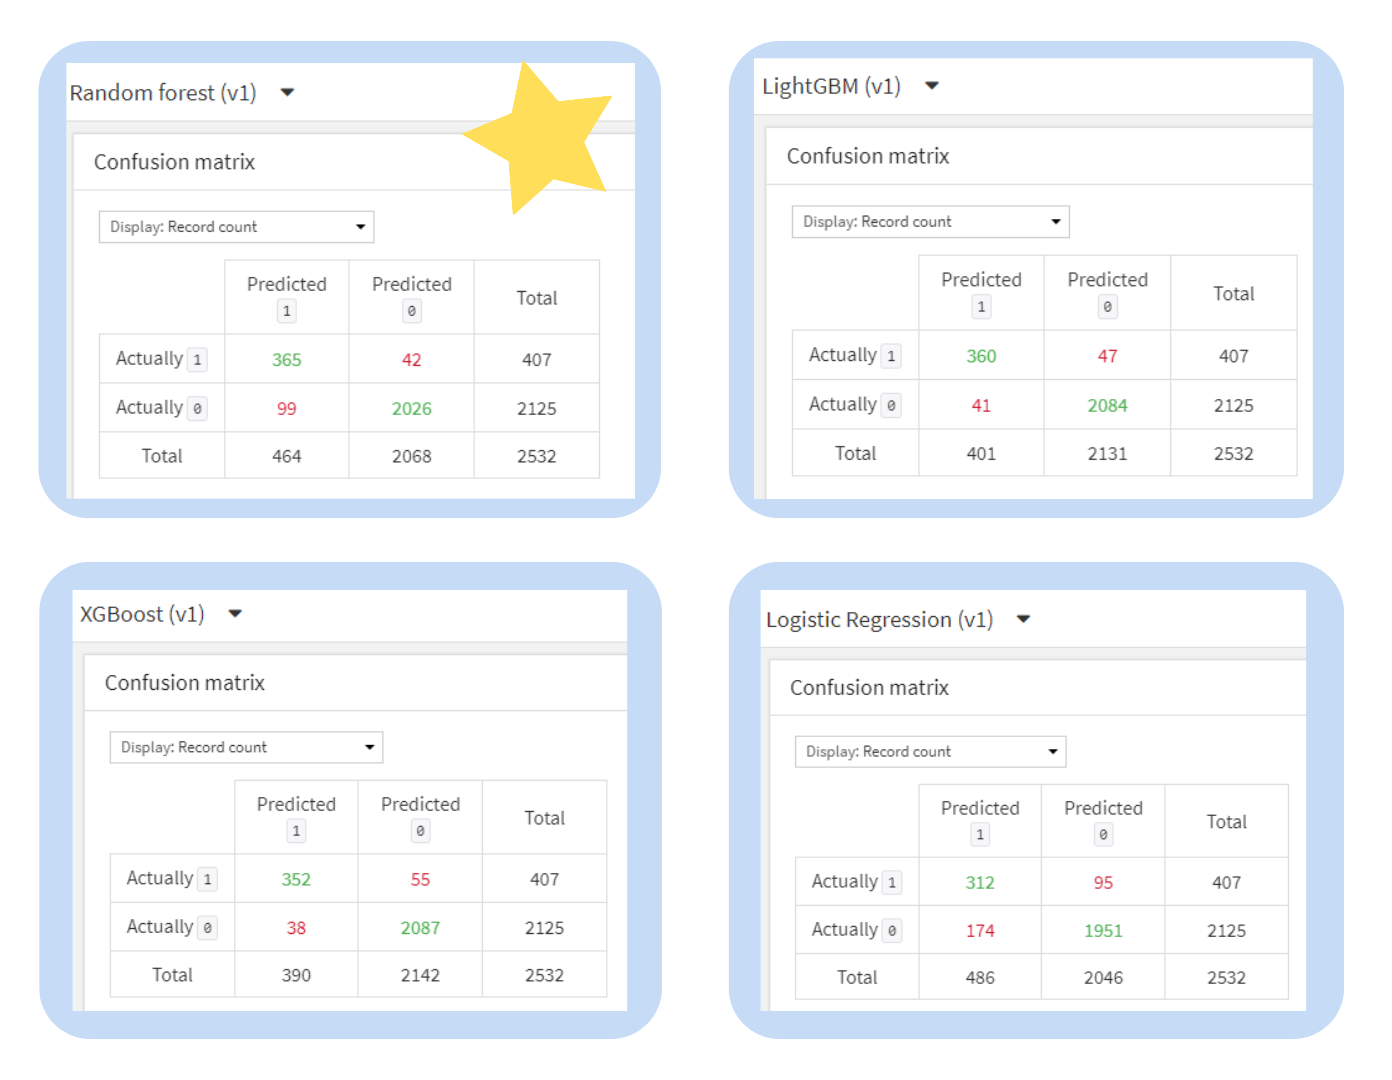 Random forest (v1)
Confusion matrix
Display: Record count
Predicted 1 Predicted 0 Total
Actually 1 365 42 407
Actually 0 99 2026 2125
Total 464 2068 2532
LightGBM (v1)
Confusion matrix
Display: Record count
Predicted 1 Predicted 0 Total
Actually 1 360 47 407
Actually 0 41 2084 2125
Total 401 2131 2532
XGBoost (v1)
Confusion matrix
Display: Record count
Predicted 1 Predicted 0 Total
Actually 1 352 55 407
Actually 0 38 2087 2125
Total 390 2142 2532
Logistic Regression (v1)
Confusion matrix
Display: Record count
Predicted 1 Predicted 0 Total
Actually 1 312 95 407
Actually 0 174 1951 2125
Total 486 2046 2532